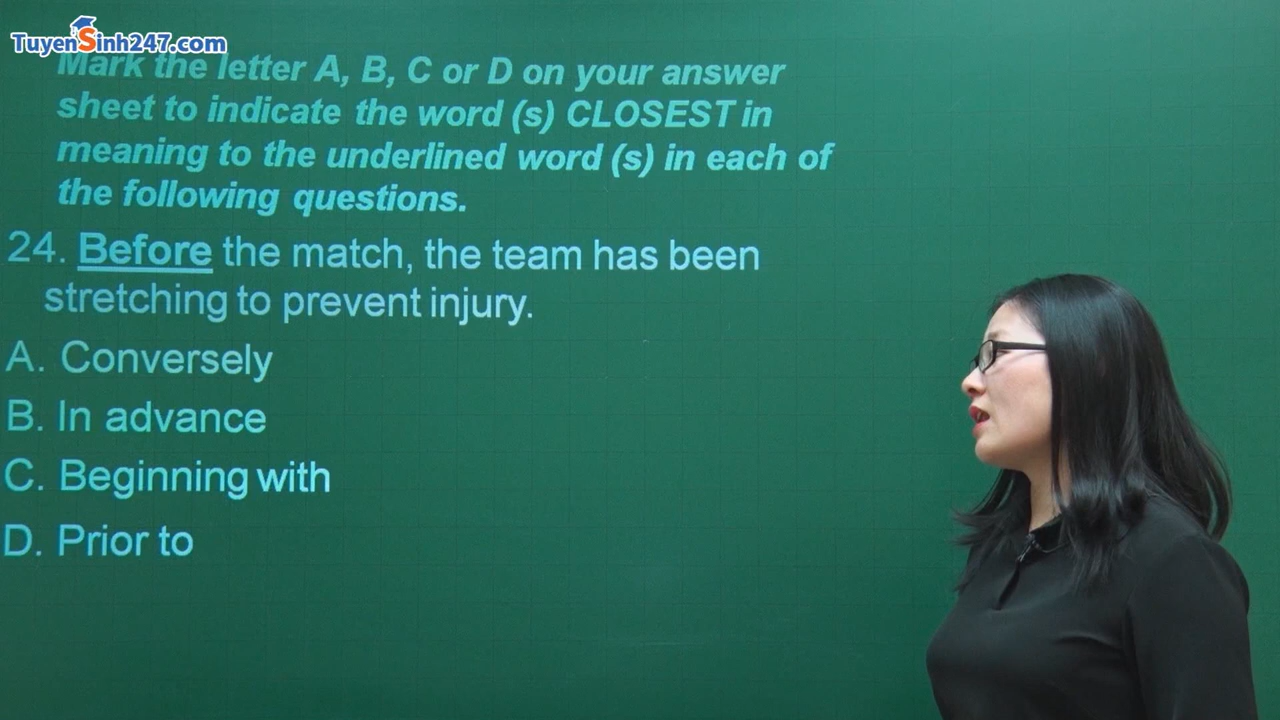 TuyenSinh247.com
Mark the letter A, B, C or D on your answer
sheet to indicate the word (s) CLOSEST in
meaning to the underlined word (s) in each of
the following questions.
24. Before the match, the team has been
stretching to prevent injury.
A. Conversely
B. In advance
C. Beginning with
D. Prior to